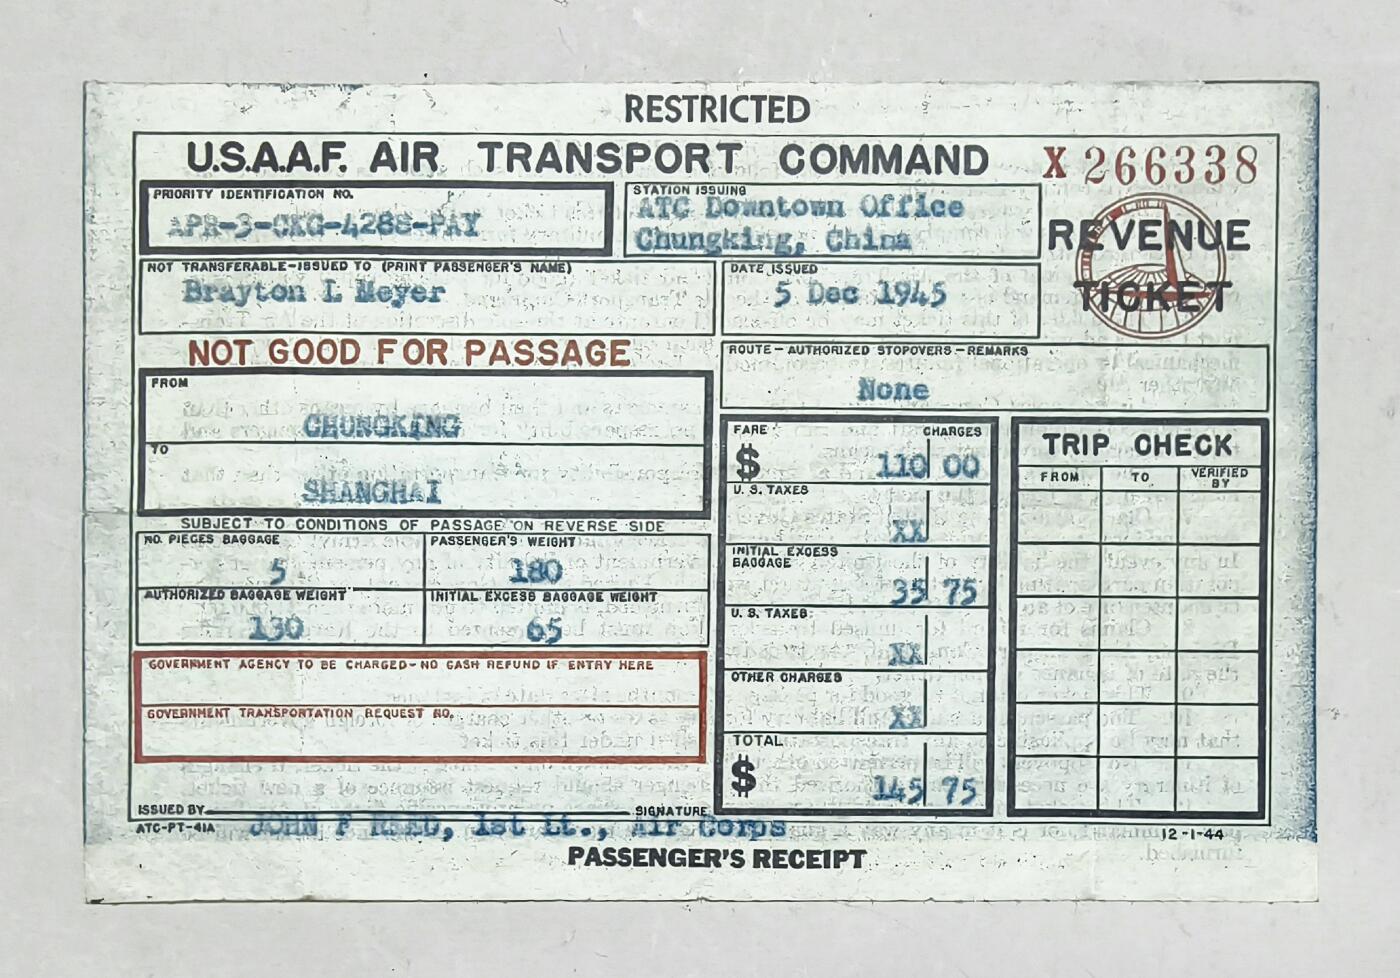 RESTRICTED
U.S.A.A.F. AIR TRANSPORT COMMAND
X 266338
PRIORITY IDENTIFICATION NO.
APR-3-CKG-4288-PAY
STATION ISSUING
ATC Downtown Office
Chungking, China
REVENUE
TICKET
NOT TRANSFERABLE-ISSUED TO (PRINT PASSENGER'S NAME)
Brayton L Meyer
DATE ISSUED
5 Dec 1945
NOT GOOD FOR PASSAGE
ROUTE - AUTHORIZED STOPOVERS - REMARKS
None
FROM
CHUNGKING
TO
SHANGHAI
SUBJECT TO CONDITIONS OF PASSAGE ON REVERSE SIDE
NO. PIECES BAGGAGE
5
PASSENGER'S WEIGHT
180
AUTHORIZED BAGGAGE WEIGHT
130
INITIAL EXCESS BAGGAGE WEIGHT
65
GOVERNMENT AGENCY TO BE CHARGED-NO CASH REFUND IF ENTRY HERE
GOVERNMENT TRANSPORTATION REQUEST NO.
FARE CHARGES
$ 110 00
U. S. TAXES
XX
INITIAL EXCESS
BAGGAGE
35 75
U. S. TAXES
XX
OTHER CHARGES
XX
TOTAL
$ 145 75
TRIP CHECK
FROM TO VERIFIED BY
ISSUED BY SIGNATURE
ATC-PT-41A
JOHN F REED, 1st Lt., Air Corps
12-1-44
PASSENGER'S RECEIPT